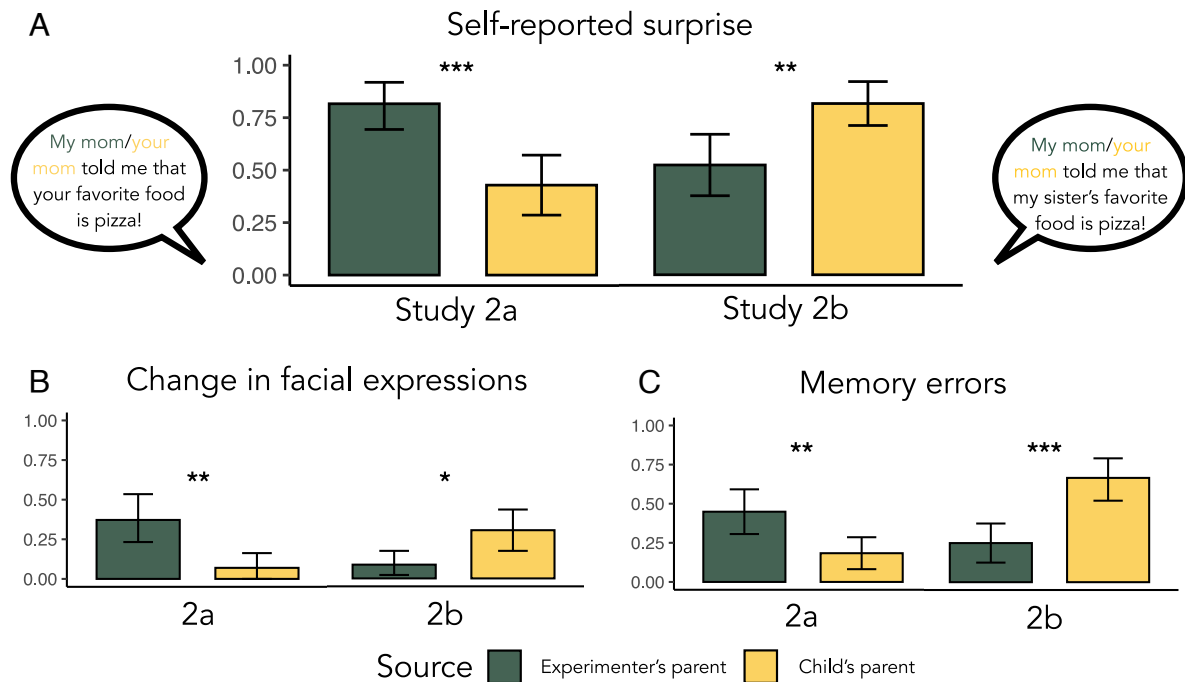 A
Self-reported surprise
1.00
0.75
0.50
0.25
0.00
***
**
My mom/your
mom told me that
your favorite food
is pizza!
My mom/your
mom told me that
my sister's favorite
food is pizza!
Study 2a
Study 2b
B
Change in facial expressions
1.00
0.75
0.50
0.25
0.00
**
*
2a
2b
C
Memory errors
1.00
0.75
0.50
0.25
0.00
**
***
2a
2b
Source
Experimenter's parent
Child's parent